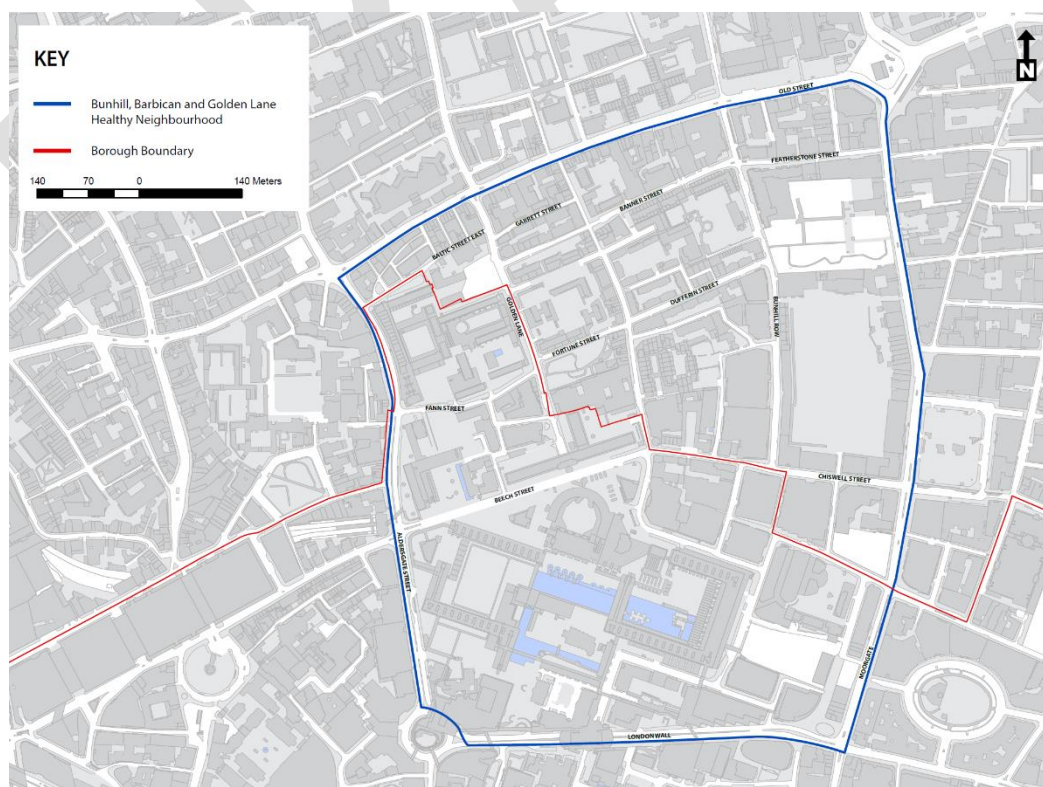 KEY
Bunhill, Barbican and Golden Lane
Healthy Neighbourhood
Borough Boundary
140 70 0 140 Meters
N
OLD STREET
FEATHERSTONE STREET
BANNER STREET
GARRETT STREET
BALTIC STREET EAST
DUFFERIN STREET
GOLDEN LANE
BUNHILL ROW
FORTUNE STREET
FANN STREET
CHISWELL STREET
BEECH STREET
ALDERSGATE STREET
MOORGATE
LONDON WALL